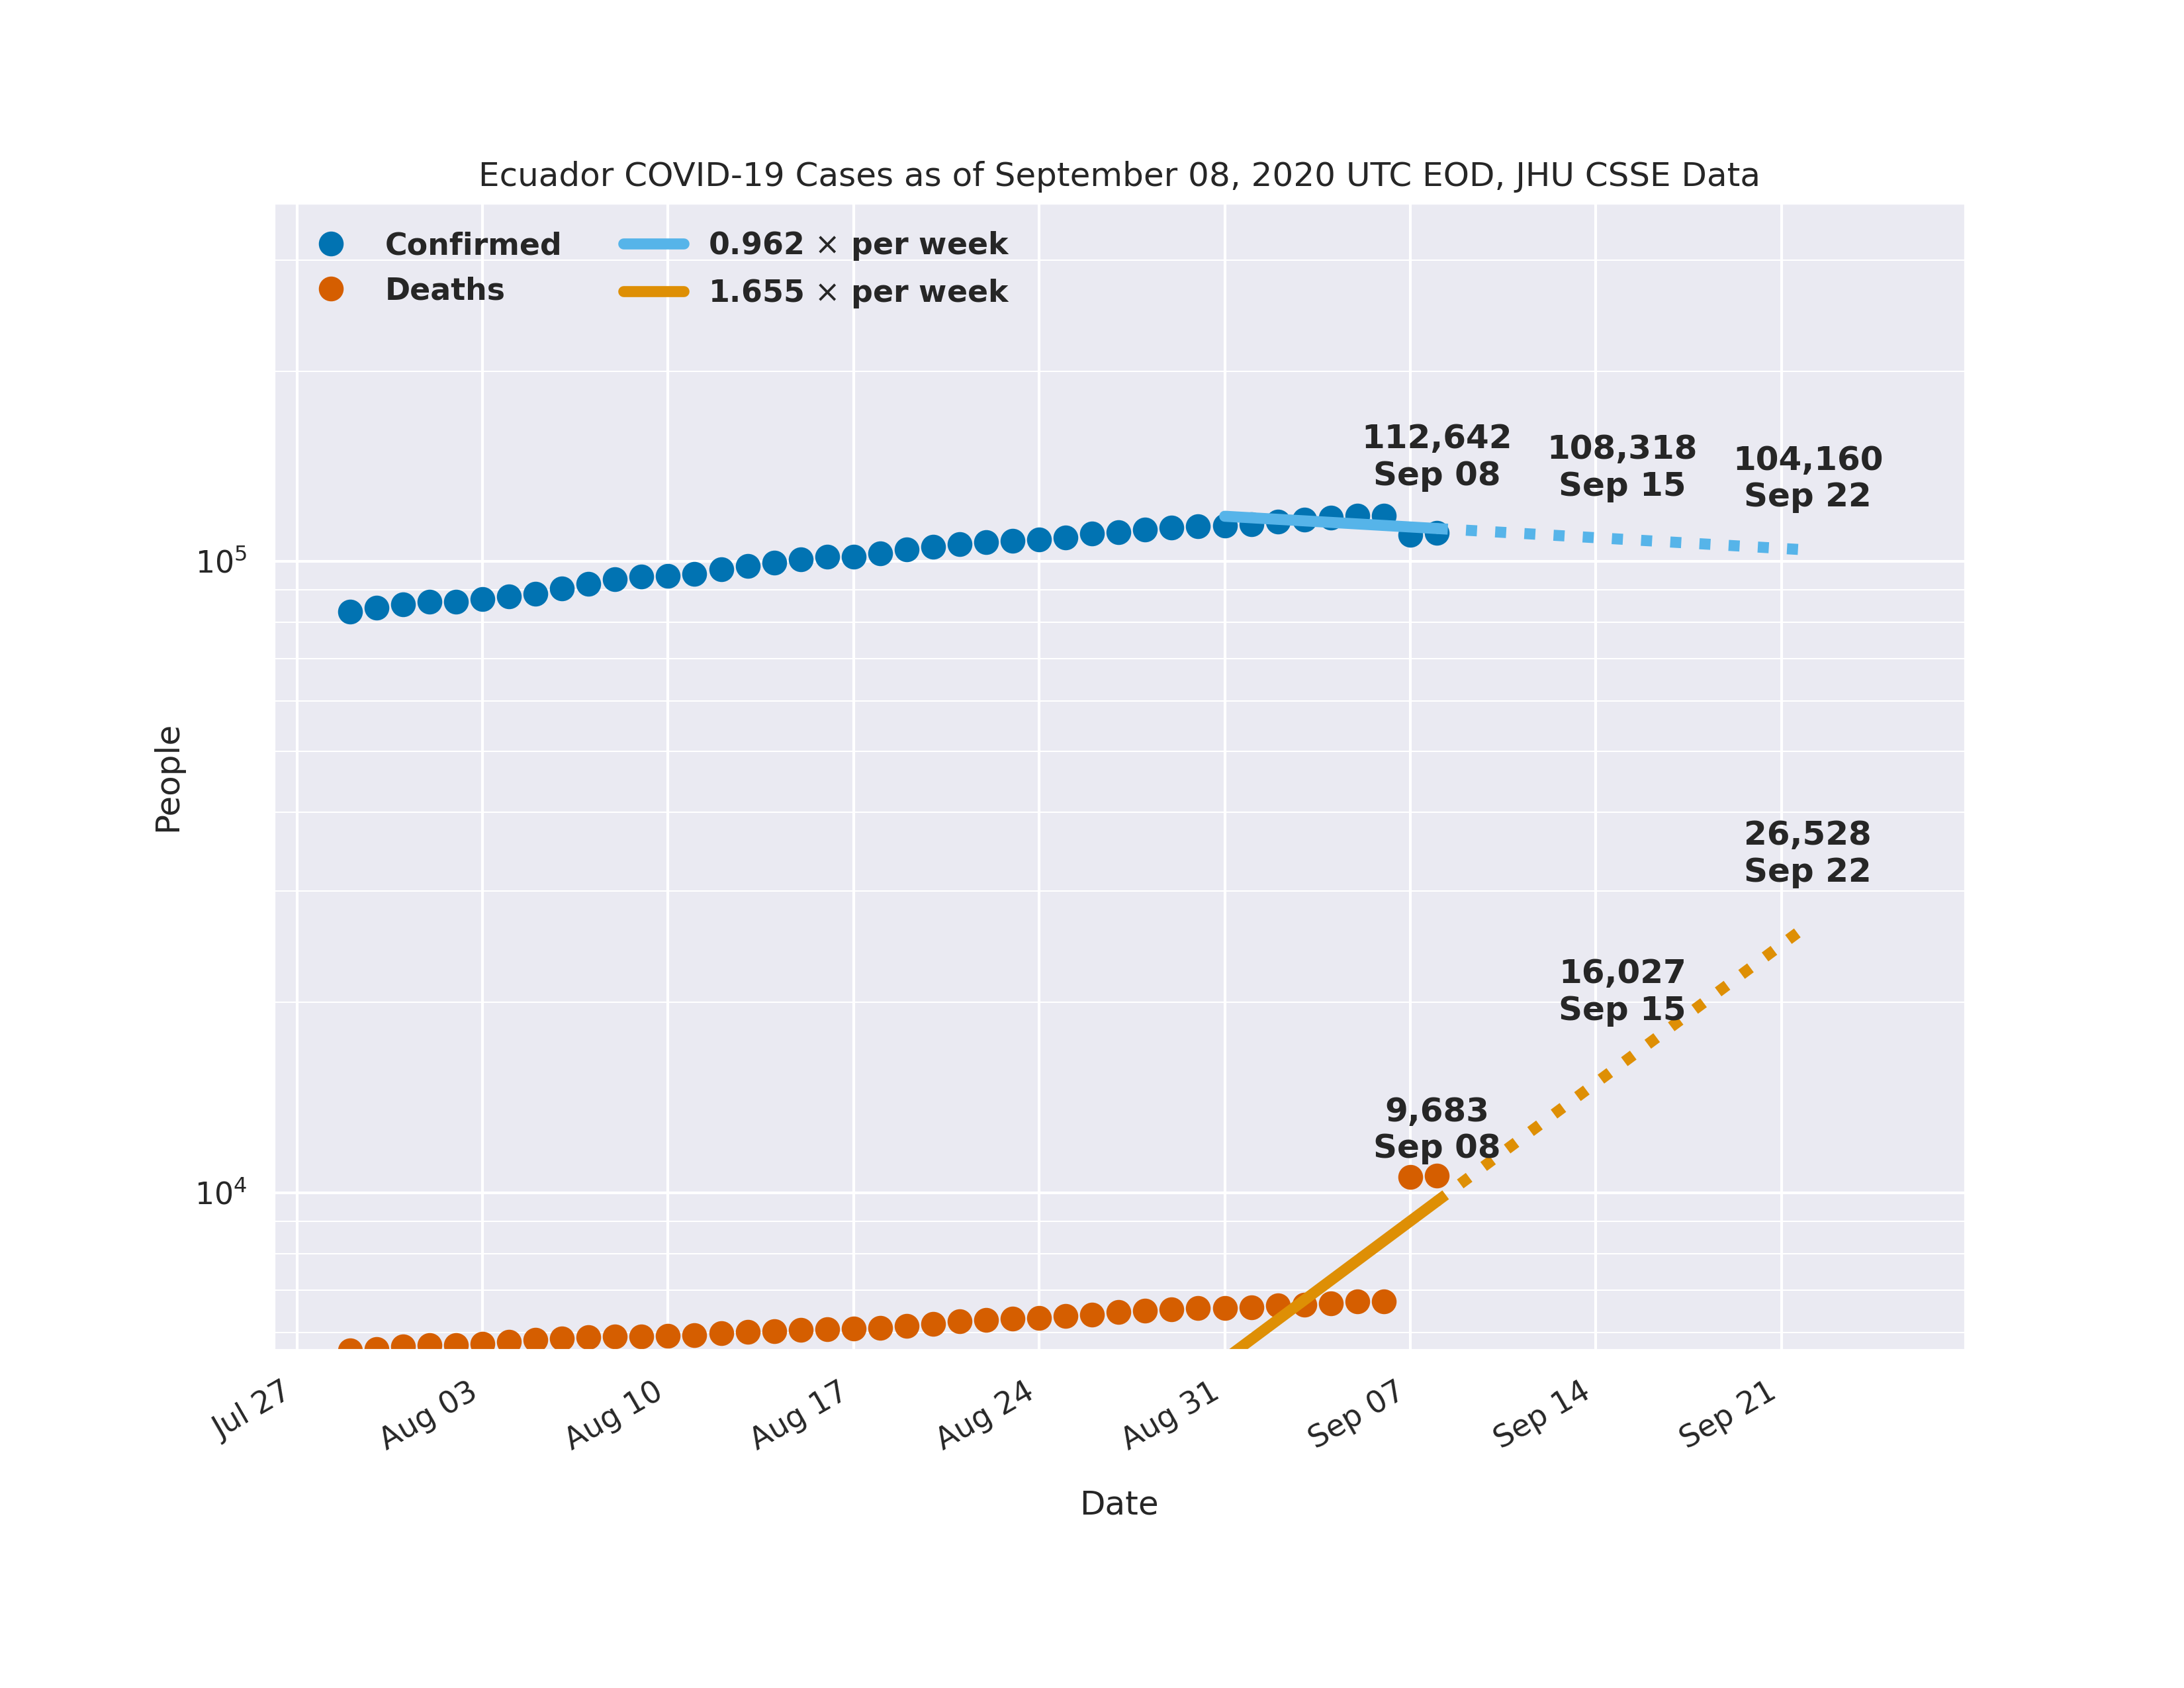 Ecuador COVID-19 Cases as of September 08, 2020 UTC EOD, JHU CSSE Data
Confirmed
Deaths
0.962 × per week
1.655 × per week
112,642
Sep 08
108,318
Sep 15
104,160
Sep 22
26,528
Sep 22
16,027
Sep 15
9,683
Sep 08
10⁵
10⁴
People
Jul 27
Aug 03
Aug 10
Aug 17
Aug 24
Aug 31
Sep 07
Sep 14
Sep 21
Date